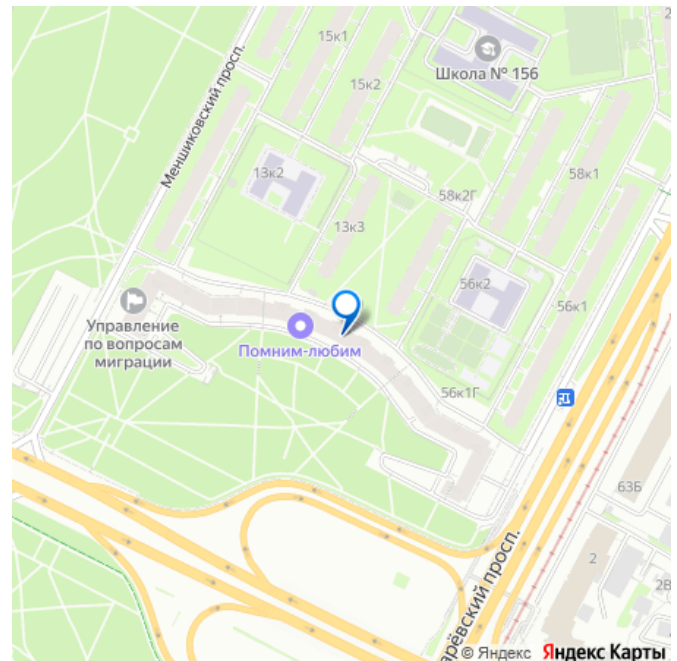 15к1
Школа № 156
15к2
Меншиковский просп.
13к2
58к2Г
58к1
13к3
56к2
56к1
Управление
по вопросам
миграции
Помним-любим
56к1Г
63Б
2
2В
арёвский просп.
© Яндекс Яндекс Карты